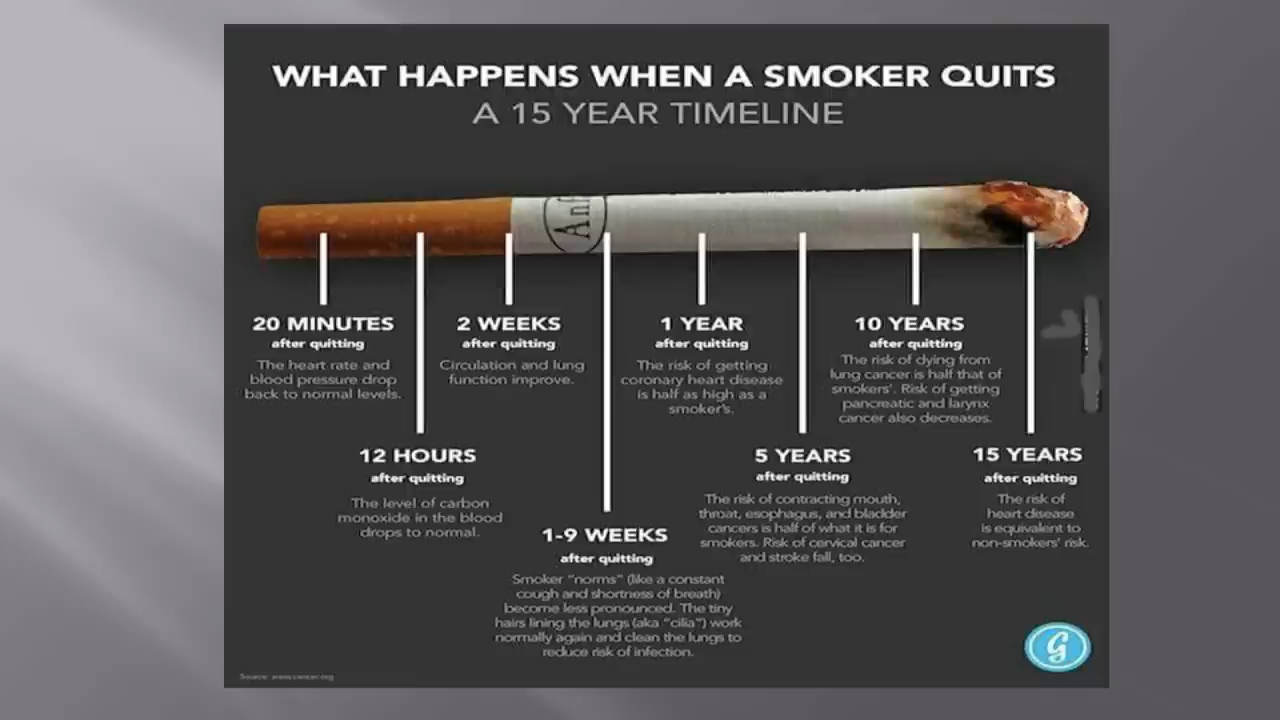 WHAT HAPPENS WHEN A SMOKER QUITS
A 15 YEAR TIMELINE
Anf
20 MINUTES
after quitting
The heart rate and
blood pressure drop
back to normal levels.
12 HOURS
after quitting
The level of carbon
monoxide in the blood
drops to normal.
2 WEEKS
after quitting
Circulation and lung
function improve.
1-9 WEEKS
after quitting
Smoker "norms" (like a constant
cough and shortness of breath)
become less pronounced. The tiny
hairs lining the lungs (aka "cilia") work
normally again and clean the lungs to
reduce risk of infection.
1 YEAR
after quitting
The risk of getting
coronary heart disease
is half as high as a
smoker's.
5 YEARS
after quitting
The risk of contracting mouth,
throat, esophagus, and bladder
cancers is half of what it is for
smokers. Risk of cervical cancer
and stroke fall, too.
10 YEARS
after quitting
The risk of dying from
lung cancer is half that of
smokers'. Risk of getting
pancreatic and larynx
cancer also decreases.
15 YEARS
after quitting
The risk of
heart disease
is equivalent to
non-smokers' risk.
G
Source: www.cancer.org